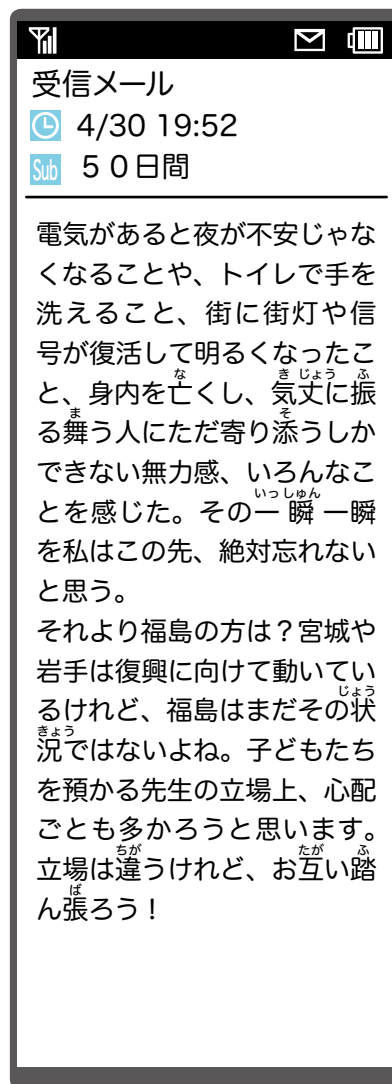 受信メール
4/30 19:52
Sub ５０日間
電気があると夜が不安じゃな
くなることや、トイレで手を
洗えること、街に街灯や信
号が復活して明るくなったこ
と、身内を亡くし、気丈に振
る舞う人にただ寄り添うしか
できない無力感、いろんなこ
とを感じた。その一瞬一瞬
を私はこの先、絶対忘れない
と思う。
それより福島の方は？宮城や
岩手は復興に向けて動いてい
るけれど、福島はまだその状
況ではないよね。子どもたち
を預かる先生の立場上、心配
ごとも多かろうと思います。
立場は違うけれど、お互い踏
ん張ろう！